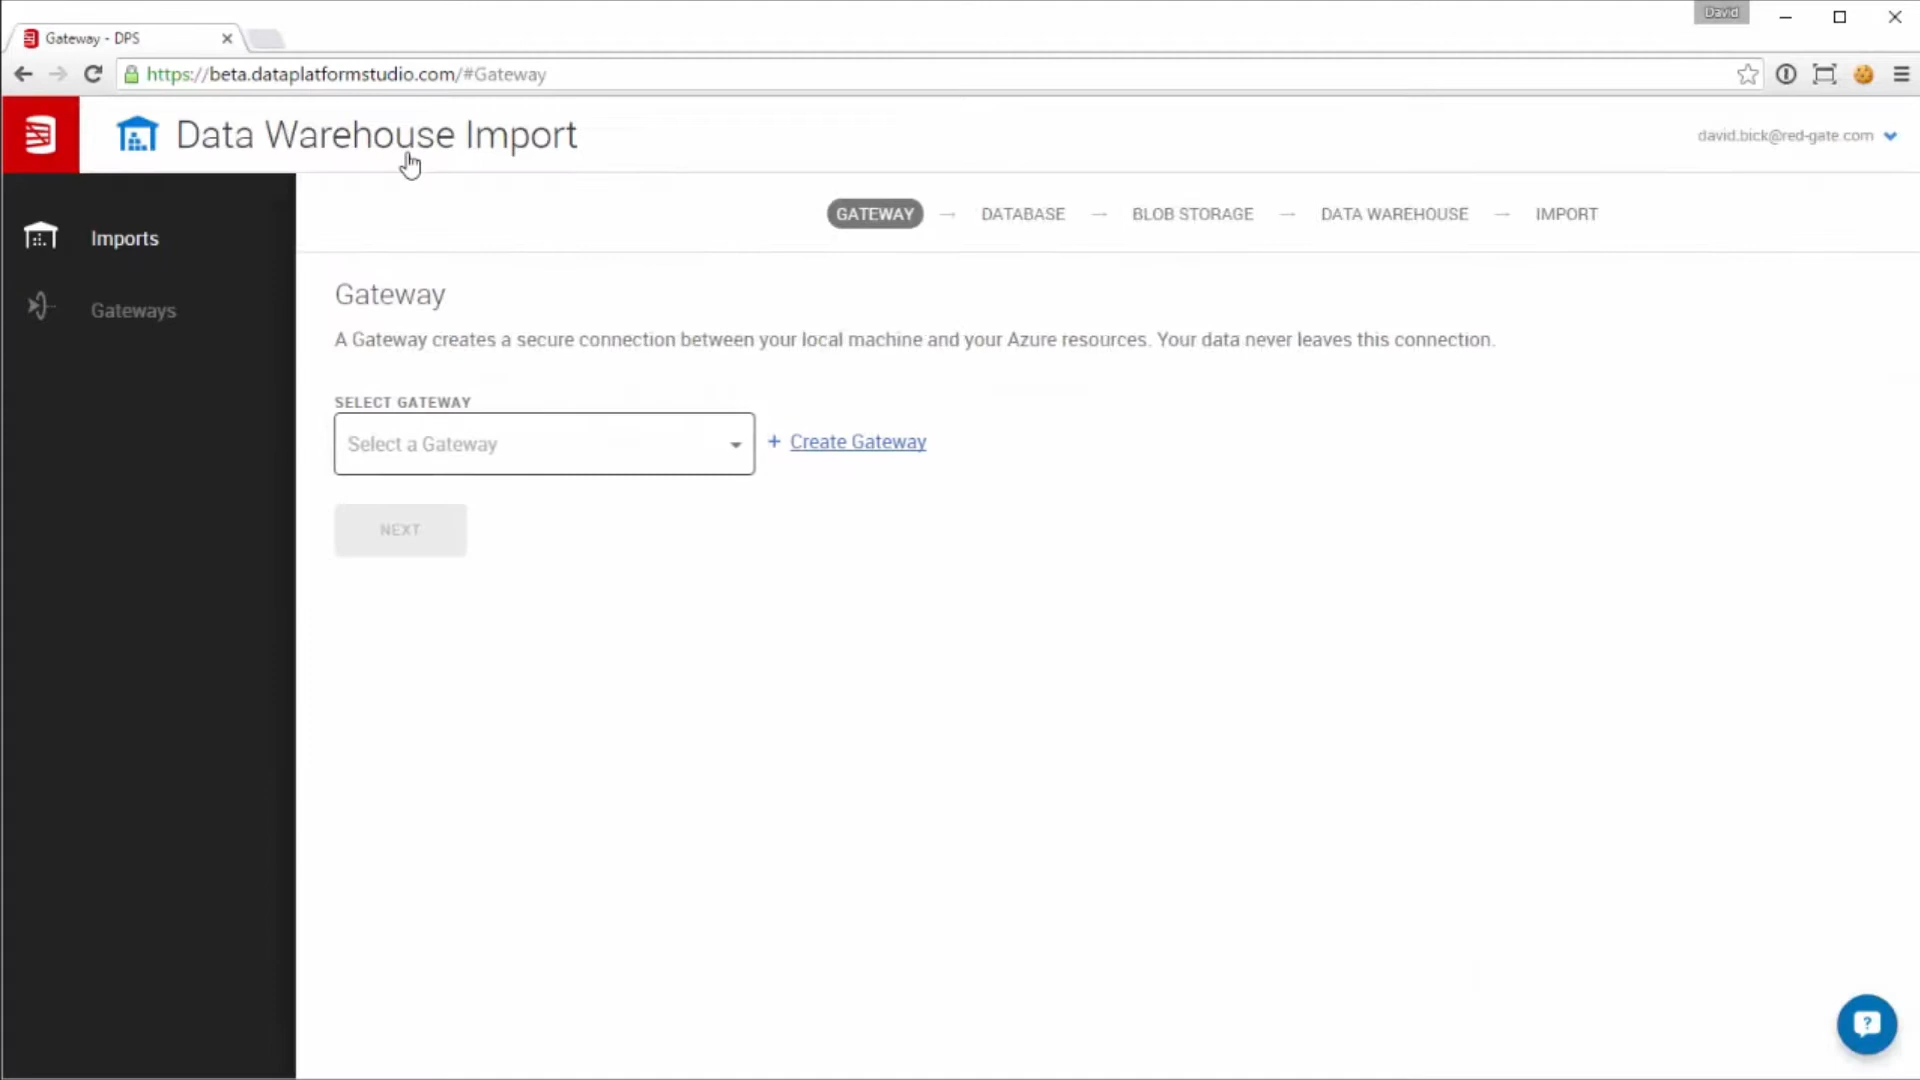 David
Gateway - DPS
https://beta.dataplatformstudio.com/#Gateway
Data Warehouse Import
david.bick@red-gate.com
Imports
Gateways
GATEWAY → DATABASE → BLOB STORAGE → DATA WAREHOUSE → IMPORT
Gateway
A Gateway creates a secure connection between your local machine and your Azure resources. Your data never leaves this connection.
SELECT GATEWAY
Select a Gateway
+ Create Gateway
NEXT
?